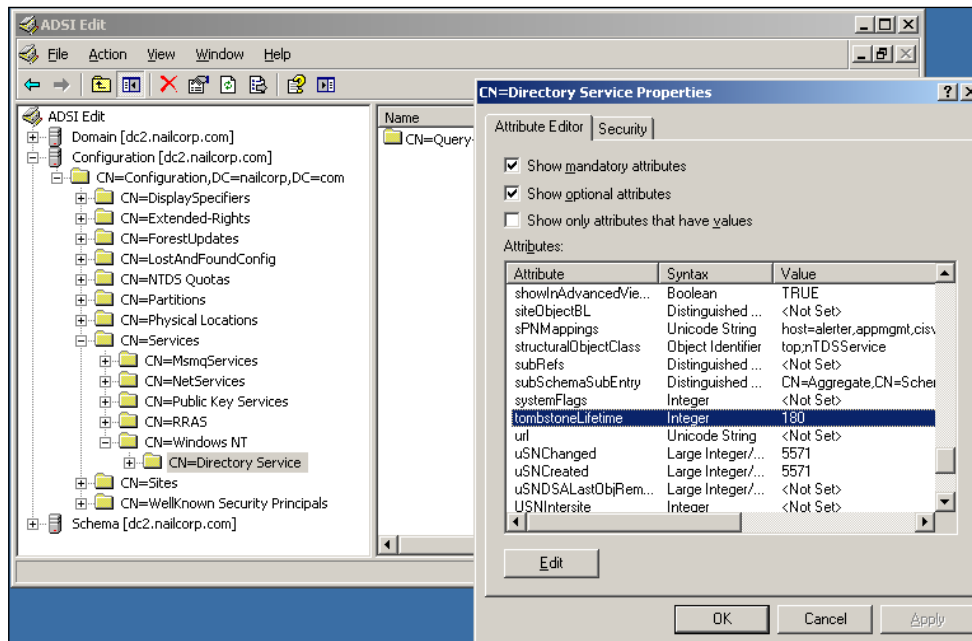 ADSI Edit
File Action View Window Help
ADSI Edit
Domain [dc2.nailcorp.com]
Configuration [dc2.nailcorp.com]
CN=Configuration,DC=nailcorp,DC=com
CN=DisplaySpecifiers
CN=Extended-Rights
CN=ForestUpdates
CN=LostAndFoundConfig
CN=NTDS Quotas
CN=Partitions
CN=Physical Locations
CN=Services
CN=MsmqServices
CN=NetServices
CN=Public Key Services
CN=RRAS
CN=Windows NT
CN=Directory Service
CN=Sites
CN=WellKnown Security Principals
Schema [dc2.nailcorp.com]
Name
CN=Query-
CN=Directory Service Properties
Attribute Editor Security
Show mandatory attributes
Show optional attributes
Show only attributes that have values
Attributes:
Attribute Syntax Value
showInAdvancedVie... Boolean TRUE
siteObjectBL Distinguished ... <Not Set>
sPNMappings Unicode String host=alerter,appmgmt,cisv
structuralObjectClass Object Identifier top;nTDSService
subRefs Distinguished ... <Not Set>
subSchemaSubEntry Distinguished ... CN=Aggregate,CN=Schei
systemFlags Integer <Not Set>
tombstoneLifetime Integer 180
url Unicode String <Not Set>
uSNChanged Large Integer/... 5571
uSNCreated Large Integer/... 5571
uSNDSALastObjRem... Large Integer/... <Not Set>
USNIntersite Integer <Not Set>
Edit
OK Cancel Apply